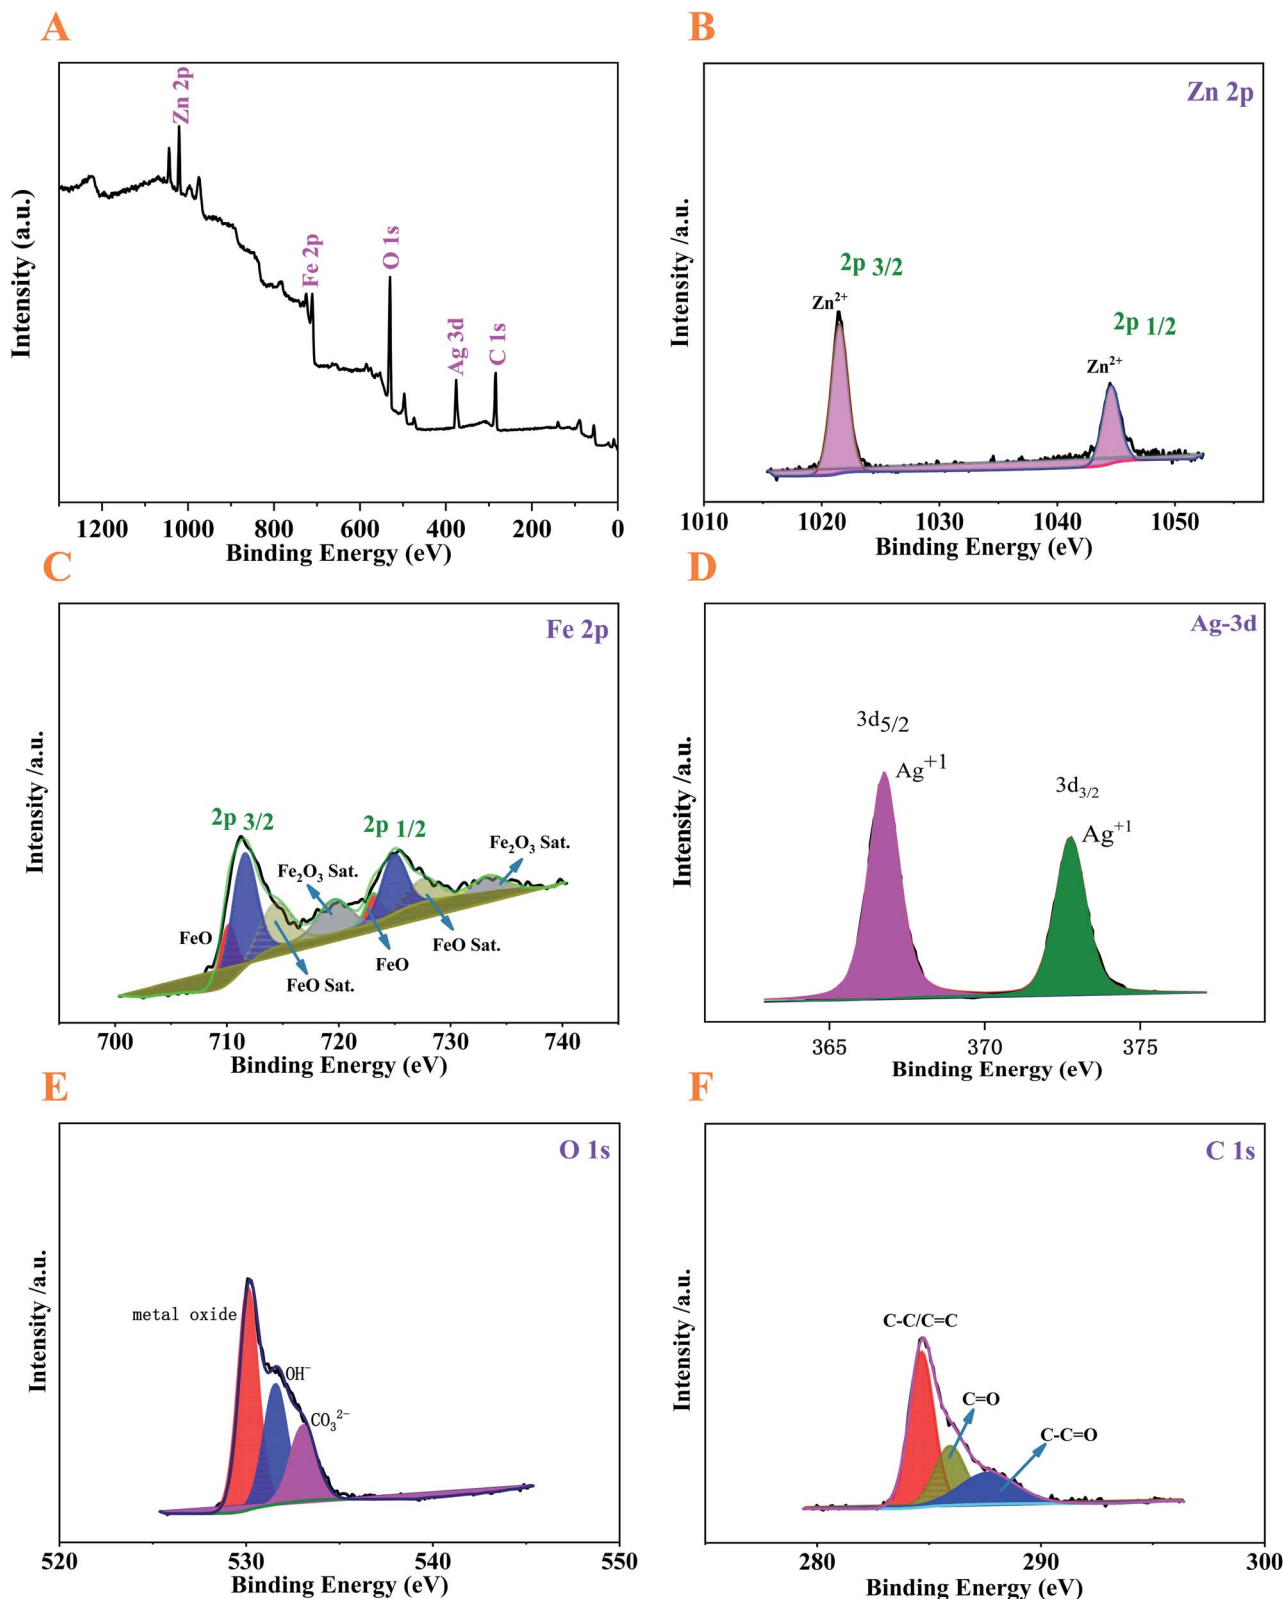 A
Zn 2p
Fe 2p
O 1s
Ag 3d
C 1s
Intensity (a.u.)
1200 1000 800 600 400 200 0
Binding Energy (eV)
B
Zn 2p
2p 3/2
Zn²⁺
2p 1/2
Zn²⁺
Intensity /a.u.
1010 1020 1030 1040 1050
Binding Energy (eV)
C
Fe 2p
2p 3/2
2p 1/2
Fe₂O₃ Sat.
Fe₂O₃ Sat.
FeO
FeO Sat.
FeO
FeO Sat.
Intensity /a.u.
700 710 720 730 740
Binding Energy (eV)
D
Ag-3d
3d5/2
Ag⁺¹
3d3/2
Ag⁺¹
Intensity /a.u.
365 370 375
Binding Energy (eV)
E
O 1s
metal oxide
OH⁻
CO₃²⁻
Intensity /a.u.
520 530 540 550
Binding Energy (eV)
F
C 1s
C-C/C=C
C=O
C-C=O
Intensity /a.u.
280 290 300
Binding Energy (eV)